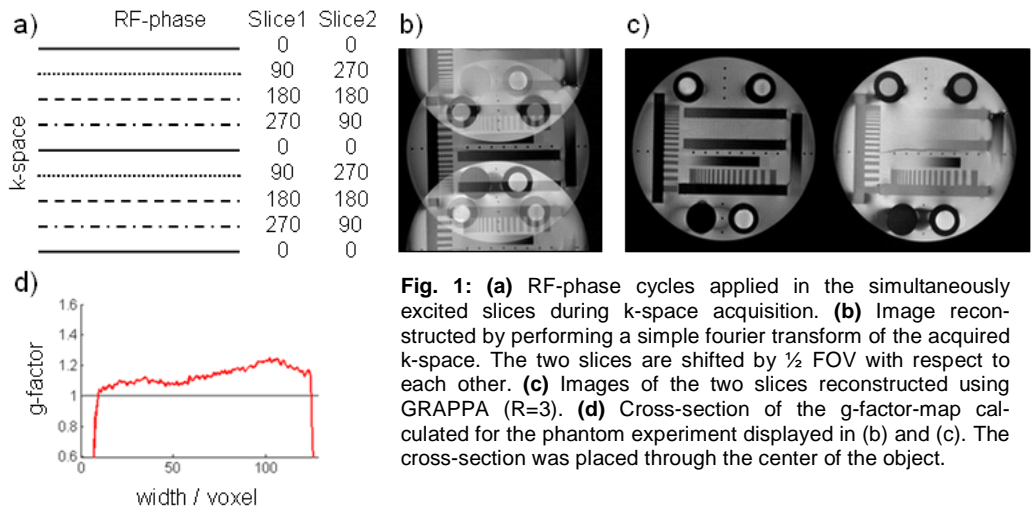 a) RF-phase Slice1 Slice2
0 0
90 270
180 180
270 90
0 0
90 270
180 180
270 90
0 0
k-space
b)
c)
d)
1.6
1.4
1.2
1
0.8
0.6
0 50 100
g-factor
width / voxel
Fig. 1: (a) RF-phase cycles applied in the simultaneously
excited slices during k-space acquisition. (b) Image recon-
structed by performing a simple fourier transform of the acquired
k-space. The two slices are shifted by ½ FOV with respect to
each other. (c) Images of the two slices reconstructed using
GRAPPA (R=3). (d) Cross-section of the g-factor-map cal-
culated for the phantom experiment displayed in (b) and (c). The
cross-section was placed through the center of the object.